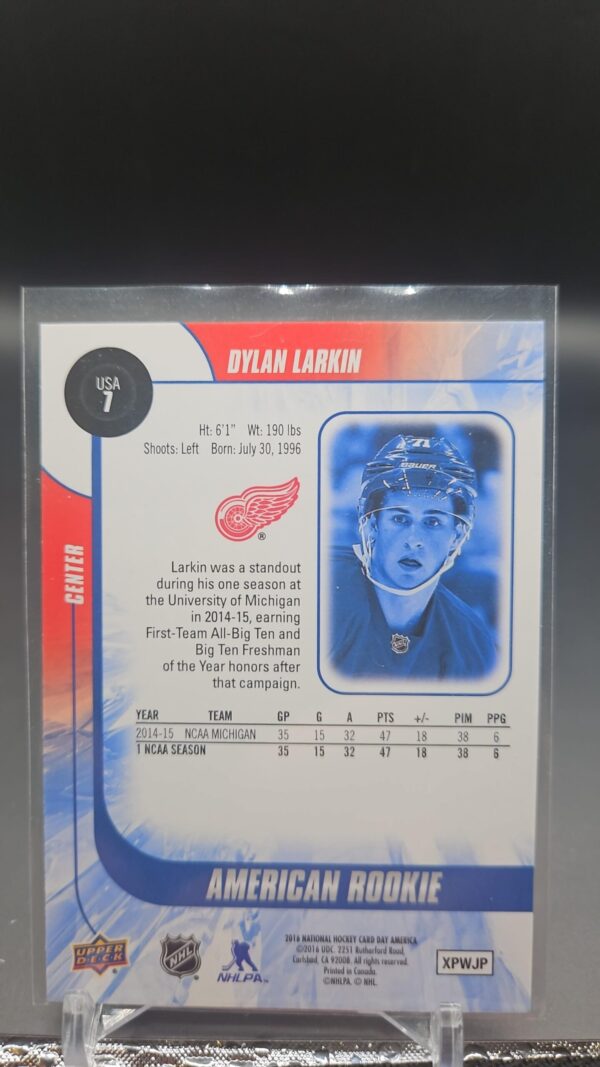 DYLAN LARKIN
USA
7
Ht: 6'1" Wt: 190 lbs
Shoots: Left Born: July 30, 1996
CENTER
71
BAUER
NHL
®
Larkin was a standout
during his one season at
the University of Michigan
in 2014-15, earning
First-Team All-Big Ten and
Big Ten Freshman
of the Year honors after
that campaign.
YEAR TEAM GP G A PTS +/- PIM PPG
2014-15 NCAA MICHIGAN 35 15 32 47 18 38 6
1 NCAA SEASON 35 15 32 47 18 38 6
AMERICAN ROOKIE
UPPER
DECK
NHL
NHLPA™
2016 NATIONAL HOCKEY CARD DAY AMERICA
©2016 UDC. 2251 Rutherford Road,
Carlsbad, CA 92008. All rights reserved.
Printed in Canada.
©NHLPA. © NHL.
XPWJP